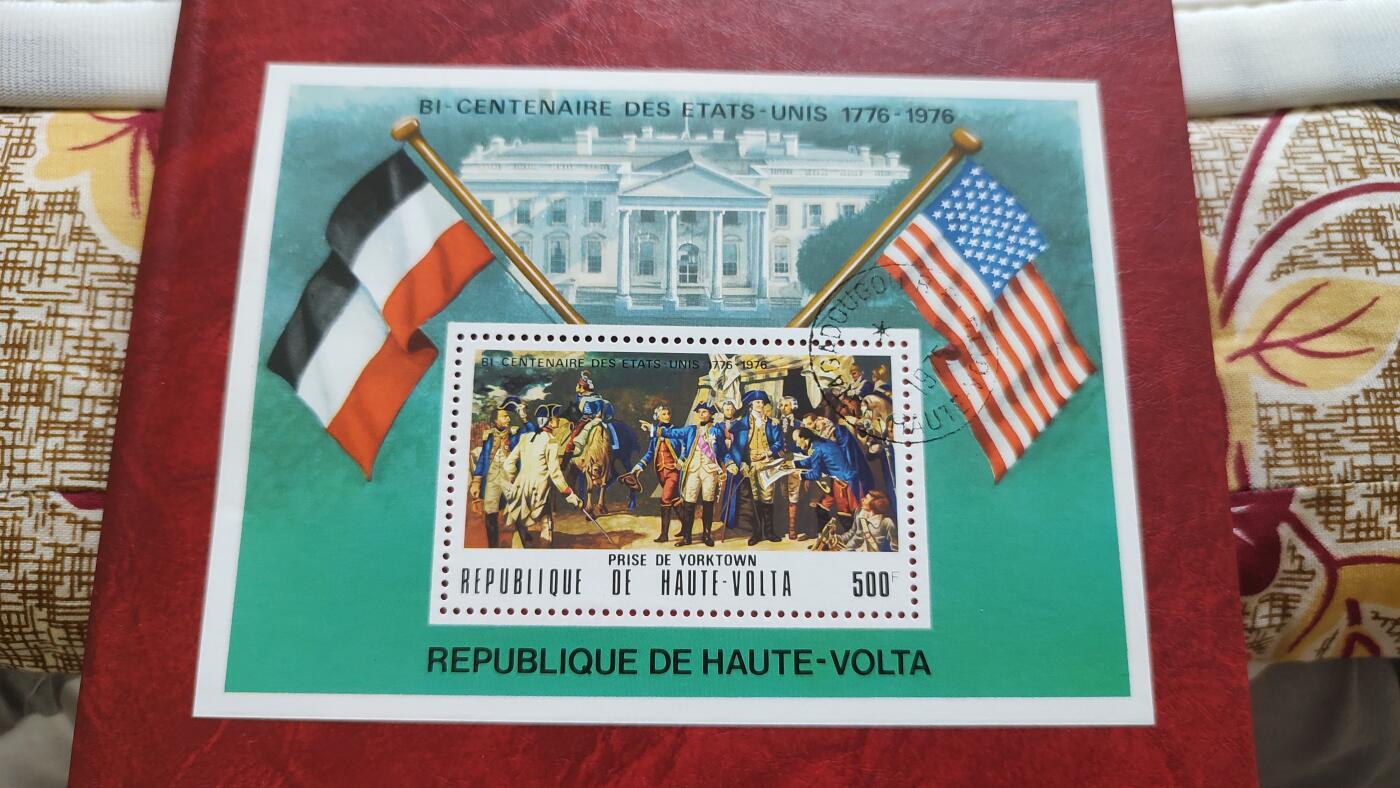 BI-CENTENAIRE DES ETATS-UNIS 1776-1976
BI-CENTENAIRE DES ETATS-UNIS 1776-1976
PRISE DE YORKTOWN
REPUBLIQUE DE HAUTE-VOLTA 500F
REPUBLIQUE DE HAUTE-VOLTA